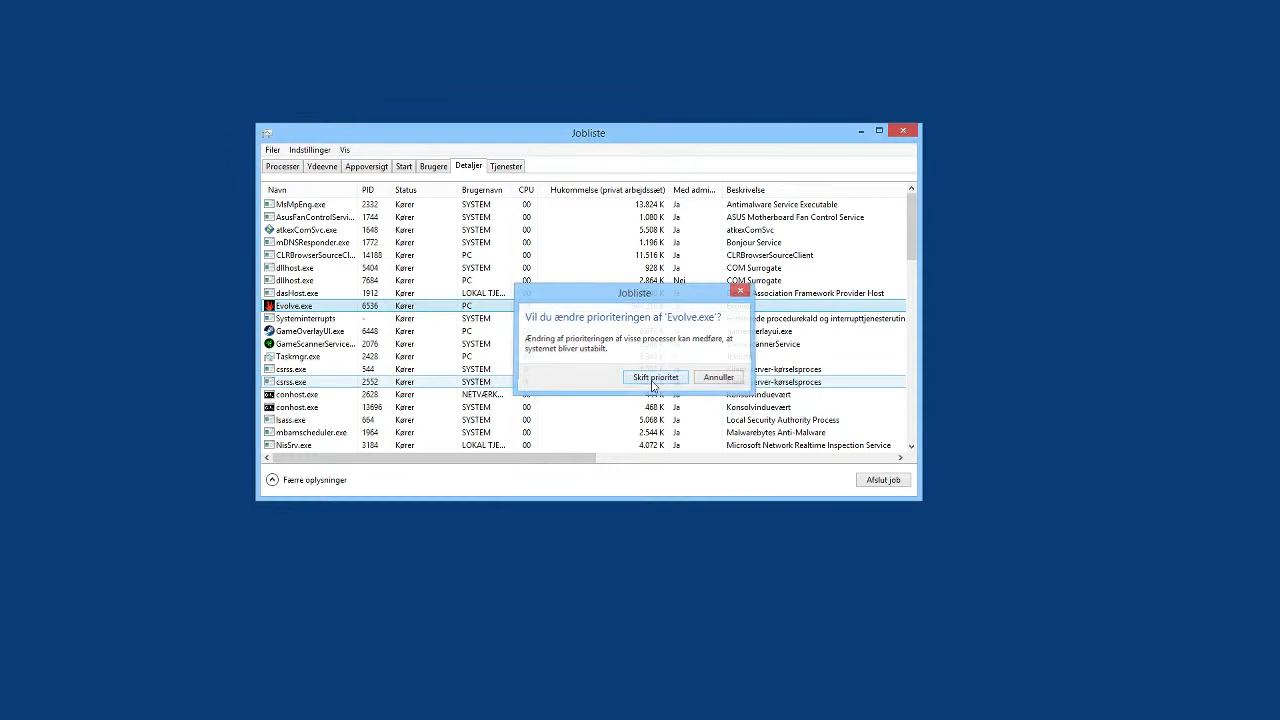 Jobliste
Filer Indstillinger Vis
Processer Ydeevne Appoversigt Start Brugere Detaljer Tjenester
Navn PID Status Brugernavn CPU Hukommelse (privat arbejdssæt) Med admi... Beskrivelse
MsMpEng.exe 2332 Kører SYSTEM 00 13.824 K Ja Antimalware Service Executable
AsusFanControlServi... 1744 Kører SYSTEM 00 1.080 K Ja ASUS Motherboard Fan Control Service
atkexComSvc.exe 1648 Kører SYSTEM 00 5.508 K Ja atkexComSvc
mDNSResponder.exe 1772 Kører SYSTEM 00 1.196 K Ja Bonjour Service
CLRBrowserSourceCl... 14188 Kører PC 00 11.516 K Ja CLRBrowserSourceClient
dllhost.exe 5404 Kører SYSTEM 00 928 K Ja COM Surrogate
dllhost.exe 7684 Kører PC 00 2.864 K Nej COM Surrogate
dasHost.exe 1912 Kører LOKAL TJE... Association Framework Provider Host
Evolve.exe 6536 Kører PC
Systeminterrupts - Kører SYSTEM procedurekald og interrupttjenesterutin
GameOverlayUI.exe 6448 Kører PC
GameScannerService... 2076 Kører SYSTEM
Taskmgr.exe 2428 Kører PC
csrss.exe 544 Kører SYSTEM
csrss.exe 2552 Kører SYSTEM
conhost.exe 2628 Kører NETVÆRK... Konsolvinduevært
conhost.exe 13696 Kører SYSTEM 00 468 K Ja Konsolvinduevært
lsass.exe 664 Kører SYSTEM 00 5.068 K Ja Local Security Authority Process
mbamscheduler.exe 1964 Kører SYSTEM 00 2.544 K Ja Malwarebytes Anti-Malware
NisSrv.exe 3184 Kører LOKAL TJE... 00 4.072 K Ja Microsoft Network Realtime Inspection Service
Færre oplysninger Afslut job
Jobliste
Vil du ændre prioriteringen af 'Evolve.exe'?
Ændring af prioriteringen af visse processer kan medføre, at
systemet bliver ustabilt.
Skift prioritet Annuller